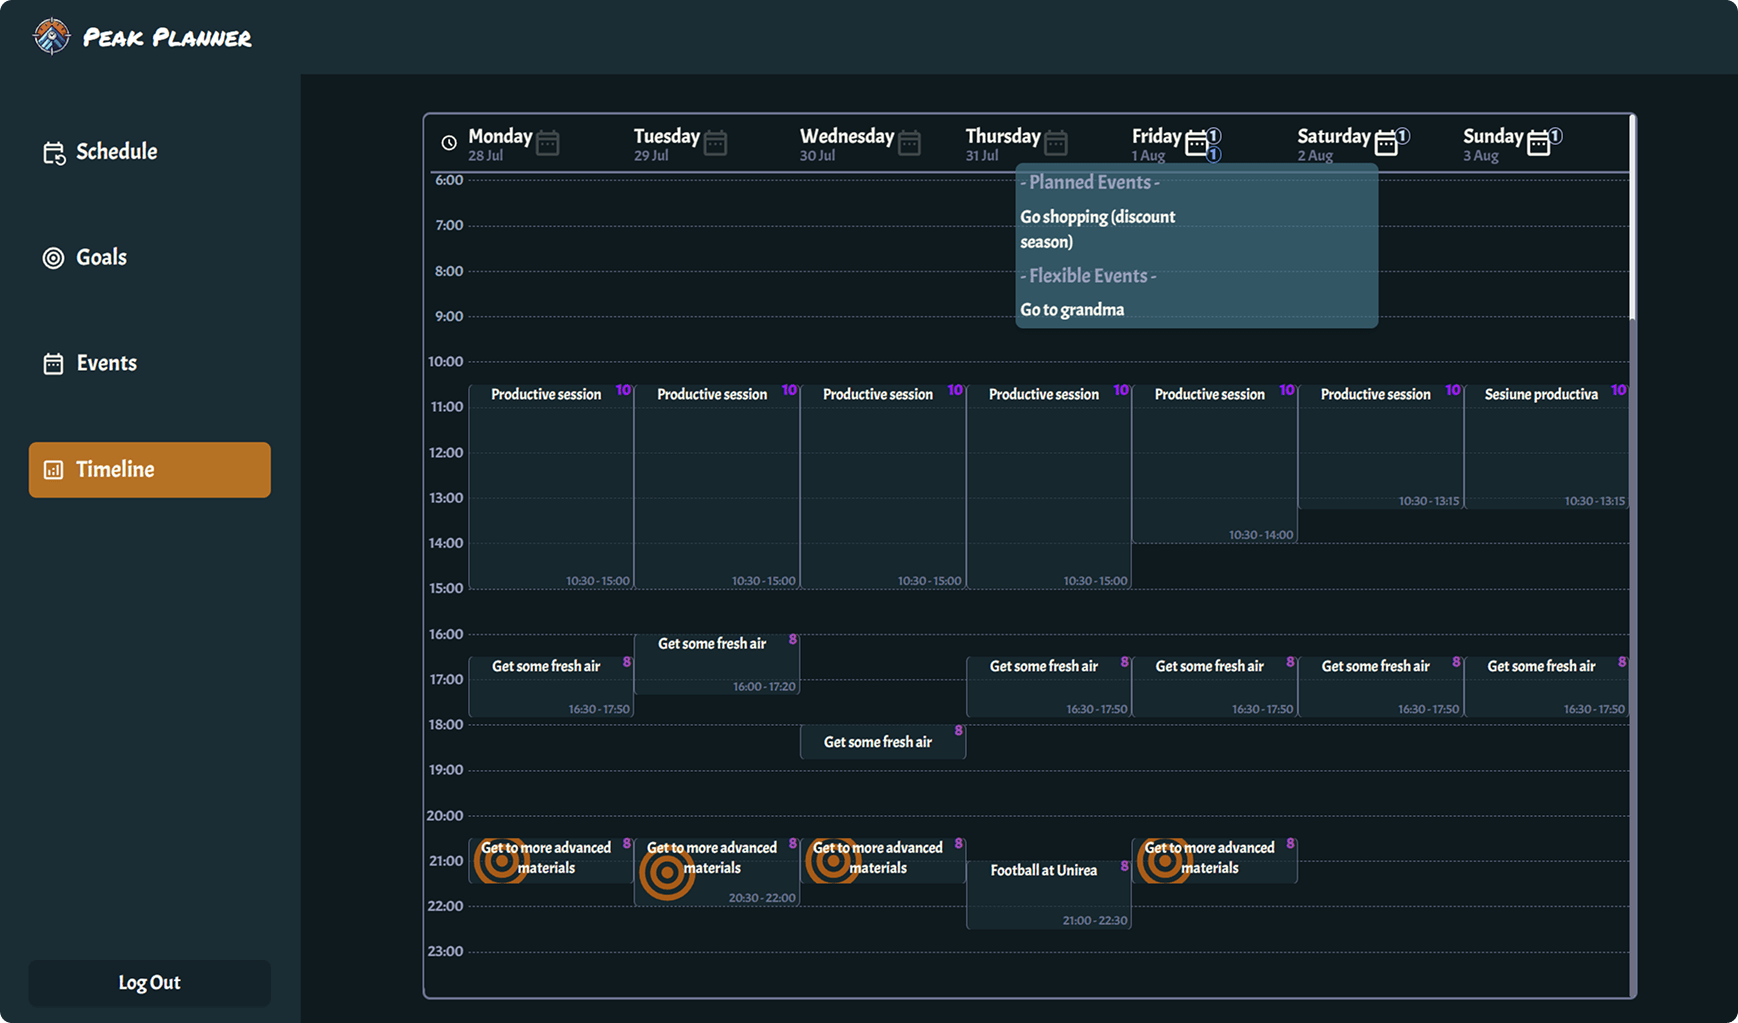 Peak Planner
Schedule
Goals
Events
Timeline
Log Out
Monday
28 Jul
Tuesday
29 Jul
Wednesday
30 Jul
Thursday
31 Jul
Friday 1
1 Aug 1
Saturday 1
2 Aug
Sunday 1
3 Aug
- Planned Events -
Go shopping (discount
season)
- Flexible Events -
Go to grandma
6:00
7:00
8:00
9:00
10:00
11:00
12:00
13:00
14:00
15:00
16:00
17:00
18:00
19:00
20:00
21:00
22:00
23:00
Productive session 10
10:30 - 15:00
Productive session 10
10:30 - 15:00
Productive session 10
10:30 - 15:00
Productive session 10
10:30 - 15:00
Productive session 10
10:30 - 14:00
Productive session 10
10:30 - 13:15
Sesiune productiva 10
10:30 - 13:15
Get some fresh air 8
16:30 - 17:50
Get some fresh air 8
16:00 - 17:20
Get some fresh air 8
Get some fresh air 8
16:30 - 17:50
Get some fresh air 8
16:30 - 17:50
Get some fresh air 8
16:30 - 17:50
Get some fresh air 8
16:30 - 17:50
Get to more advanced 8
materials
Get to more advanced 8
materials
20:30 - 22:00
Get to more advanced 8
materials
Football at Unirea 8
21:00 - 22:30
Get to more advanced 8
materials